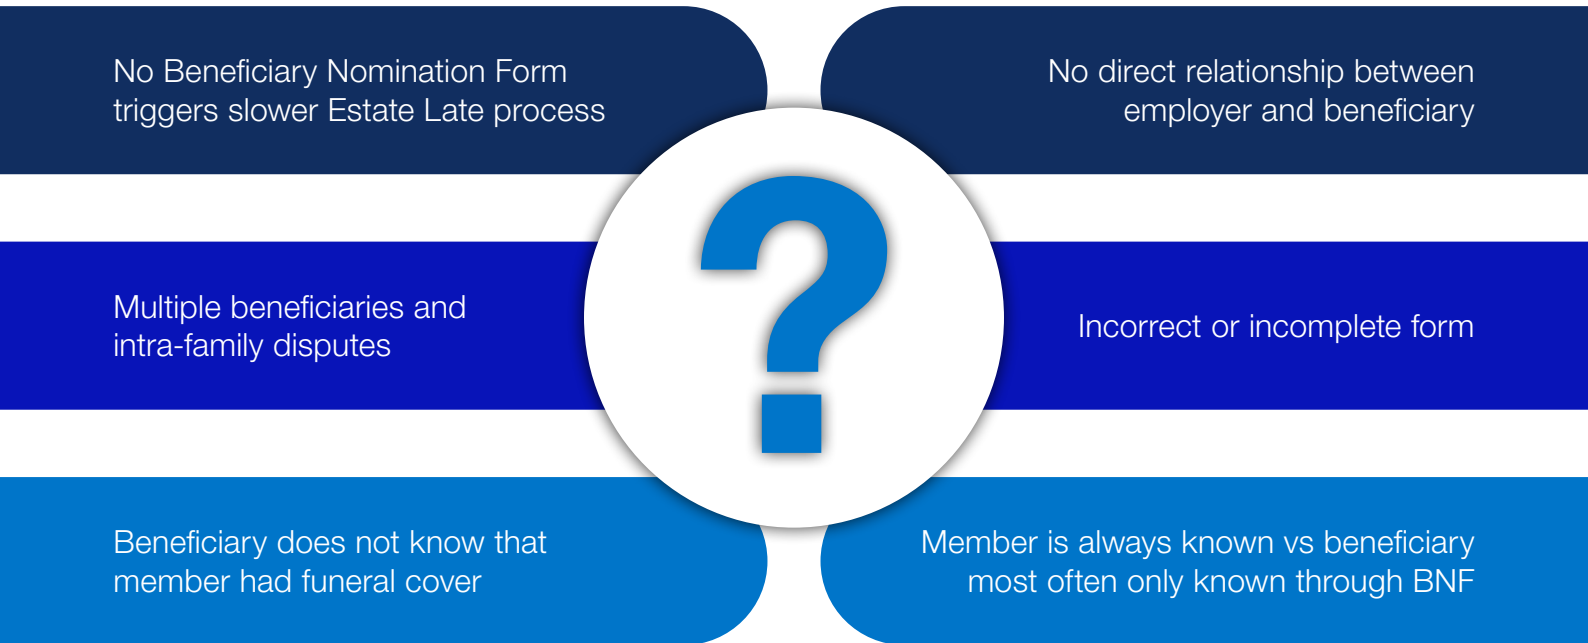 No Beneficiary Nomination Form
triggers slower Estate Late process
No direct relationship between
employer and beneficiary
Multiple beneficiaries and
intra-family disputes
Incorrect or incomplete form
Beneficiary does not know that
member had funeral cover
Member is always known vs beneficiary
most often only known through BNF
?